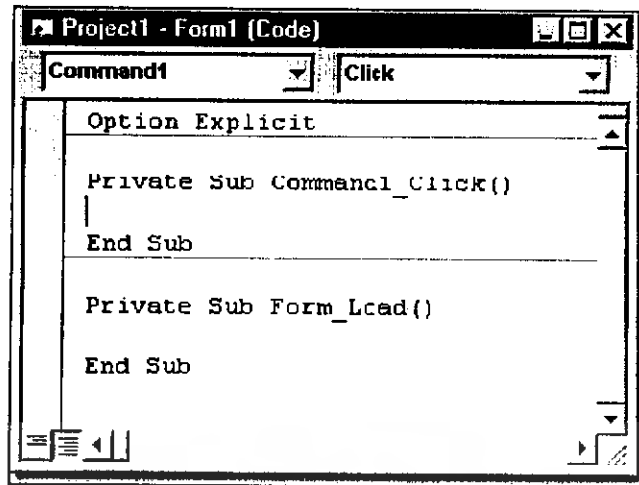 Project1 - Form1 (Code)
Command1 Click
Option Explicit
Private Sub Command1_Click()
End Sub
Private Sub Form_Load()
End Sub